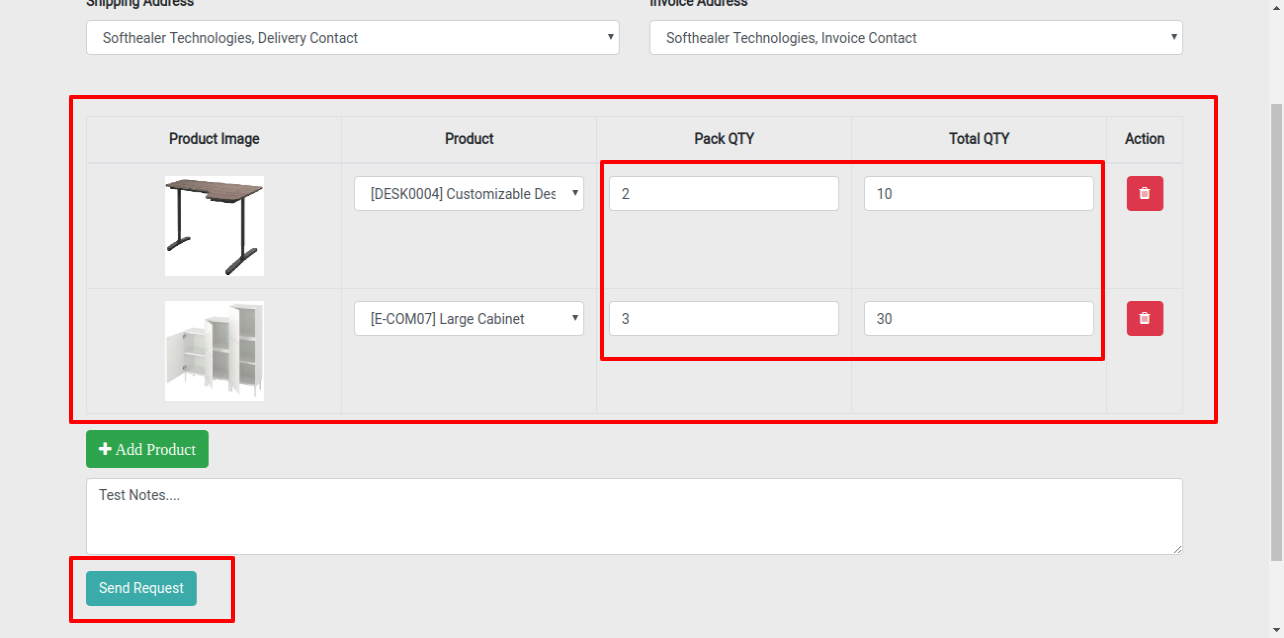 Shipping Address
Invoice Address
Softhealer Technologies, Delivery Contact
Softhealer Technologies, Invoice Contact
Product Image Product Pack QTY Total QTY Action
[DESK0004] Customizable Des 2 10
[E-COM07] Large Cabinet 3 30
Add Product
Test Notes....
Send Request